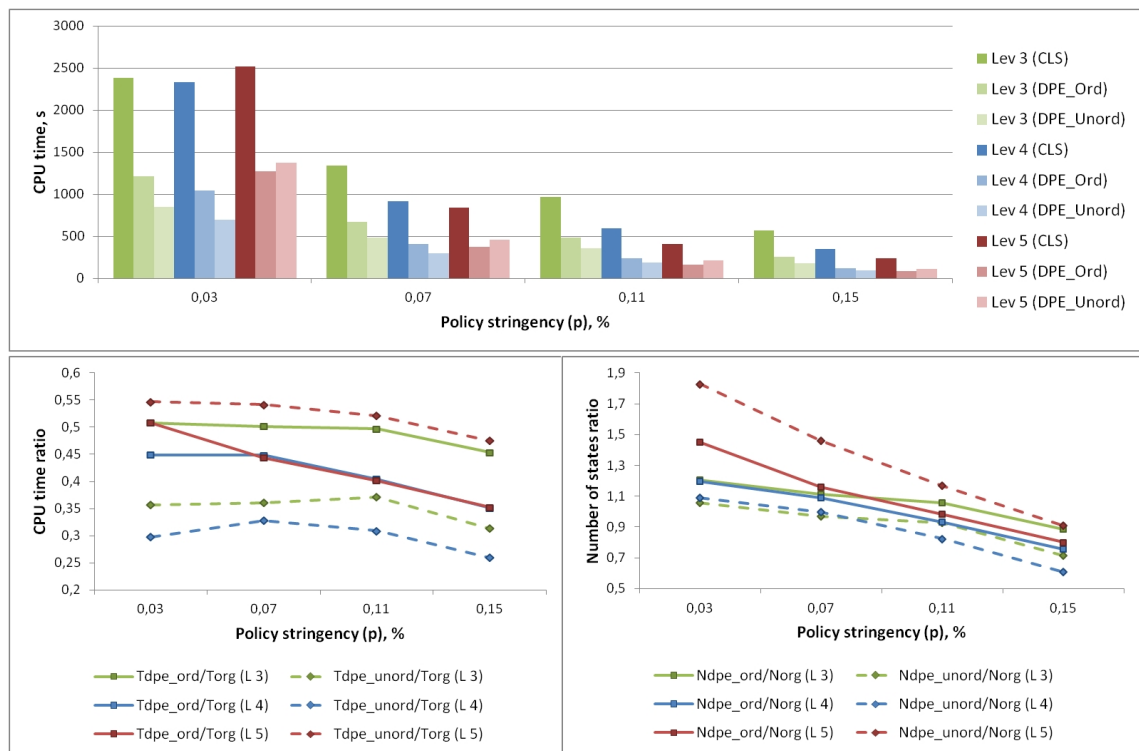 3000
2500
2000
1500
1000
500
0
CPU time, s
0,03
0,07
0,11
0,15
Policy stringency (p), %
Lev 3 (CLS)
Lev 3 (DPE_Ord)
Lev 3 (DPE_Unord)
Lev 4 (CLS)
Lev 4 (DPE_Ord)
Lev 4 (DPE_Unord)
Lev 5 (CLS)
Lev 5 (DPE_Ord)
Lev 5 (DPE_Unord)
0,6
0,55
0,5
0,45
0,4
0,35
0,3
0,25
0,2
CPU time ratio
0,03
0,07
0,11
0,15
Policy stringency (p), %
Tdpe_ord/Torg (L 3)
Tdpe_unord/Torg (L 3)
Tdpe_ord/Torg (L 4)
Tdpe_unord/Torg (L 4)
Tdpe_ord/Torg (L 5)
Tdpe_unord/Torg (L 5)
1,9
1,7
1,5
1,3
1,1
0,9
0,7
0,5
Number of states ratio
0,03
0,07
0,11
0,15
Policy stringency (p), %
Ndpe_ord/Norg (L 3)
Ndpe_unord/Norg (L 3)
Ndpe_ord/Norg (L 4)
Ndpe_unord/Norg (L 4)
Ndpe_ord/Norg (L 5)
Ndpe_unord/Norg (L 5)